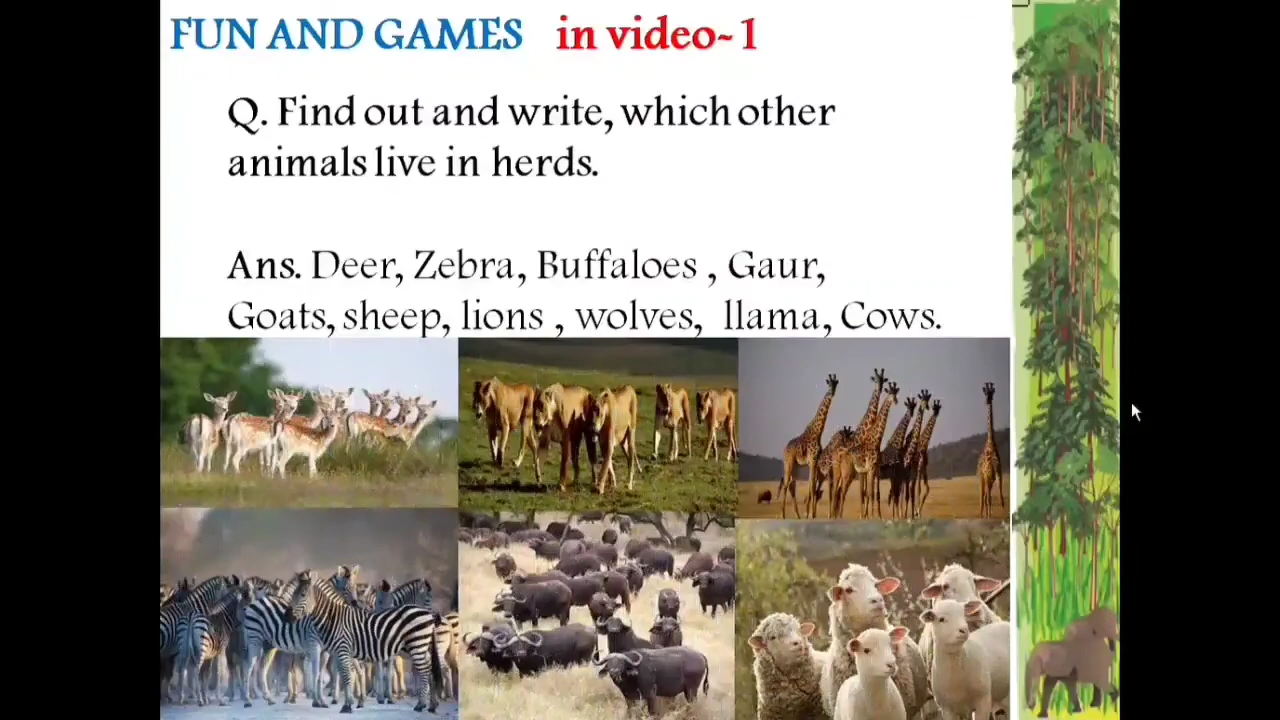 FUN AND GAMES in video-1
Q. Find out and write, which other
animals live in herds.
Ans. Deer, Zebra, Buffaloes , Gaur,
Goats, sheep, lions , wolves, llama, Cows.